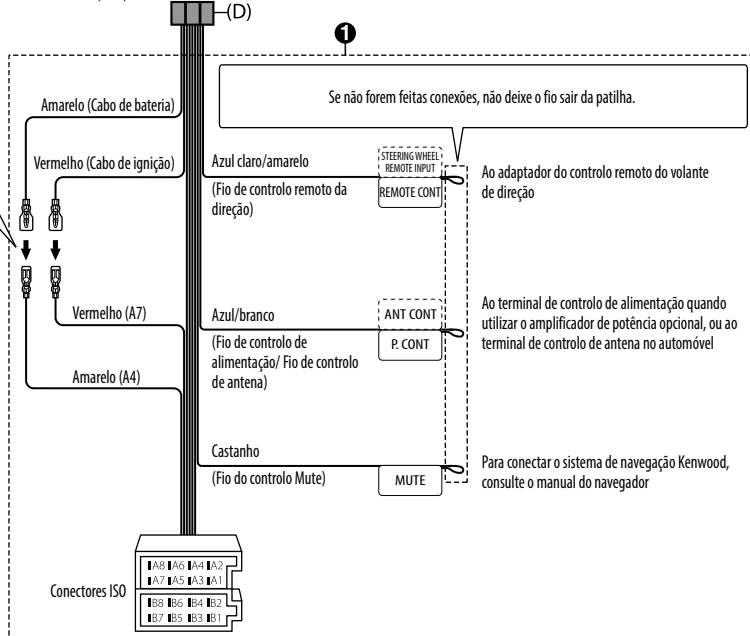 (D)
1
Se não forem feitas conexões, não deixe o fio sair da patilha.
Amarelo (Cabo de bateria)
Vermelho (Cabo de ignição)
Azul claro/amarelo
(Fio de controlo remoto da
direção)
STEERING WHEEL
REMOTE INPUT
REMOTE CONT
Ao adaptador do controlo remoto do volante
de direção
Vermelho (A7)
Amarelo (A4)
Azul/branco
(Fio de controlo de
alimentação/ Fio de controlo
de antena)
ANT CONT
P. CONT
Ao terminal de controlo de alimentação quando
utilizar o amplificador de potência opcional, ou ao
terminal de controlo de antena no automóvel
Castanho
(Fio do controlo Mute)
MUTE
Para conectar o sistema de navegação Kenwood,
consulte o manual do navegador
Conectores ISO
A8 A6 A4 A2
A7 A5 A3 A1
B8 B6 B4 B2
B7 B5 B3 B1